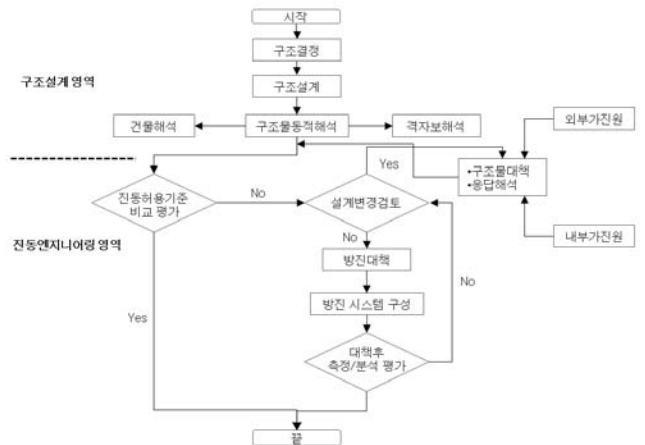 시작
구조결정
구조설계 영역
구조설계
건물해석
구조물동적해석
격자보해석
외부가진원
Yes
•구조물대책
•응답해석
진동허용기준
비교 평가
No
설계변경검토
내부가진원
진동엔지니어링 영역
No
방진대책
No
방진 시스템 구성
Yes
대책후
측정/분석 평가
끝